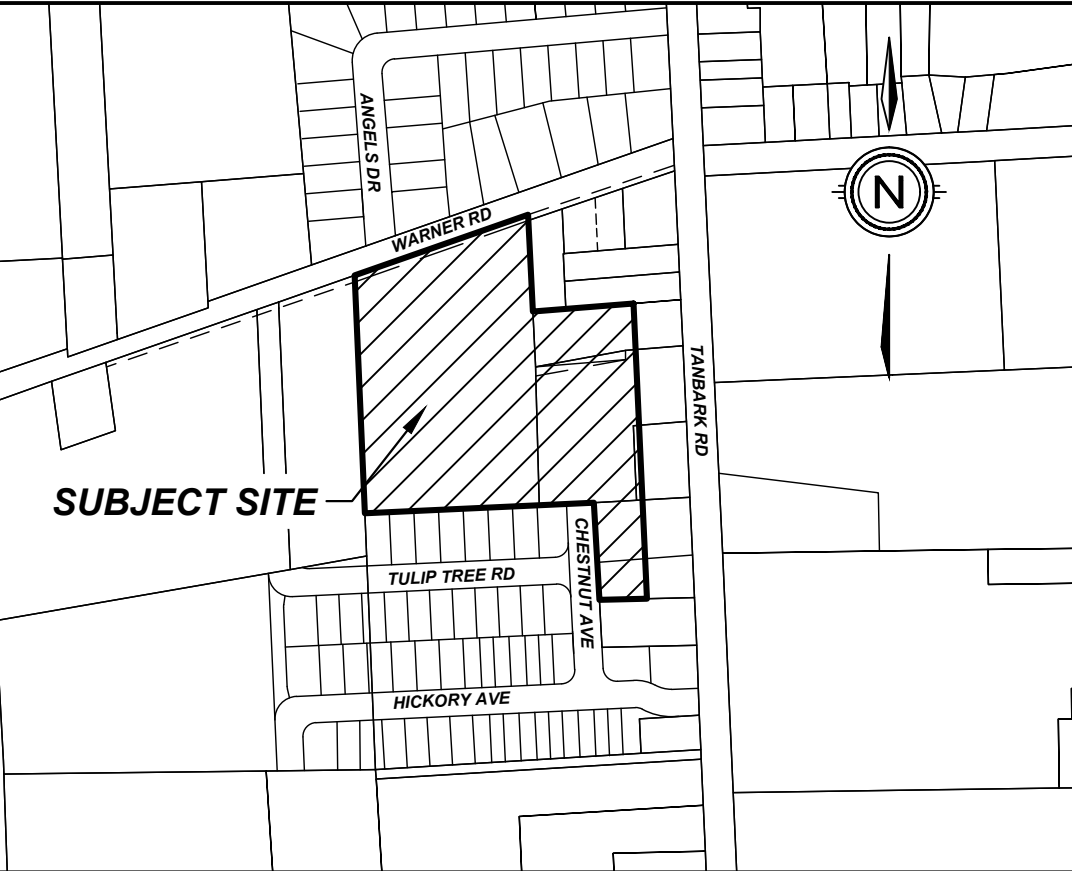 ANGELS DR
WARNER RD
N
TANBARK RD
SUBJECT SITE
CHESTNUT AVE
TULIP TREE RD
HICKORY AVE